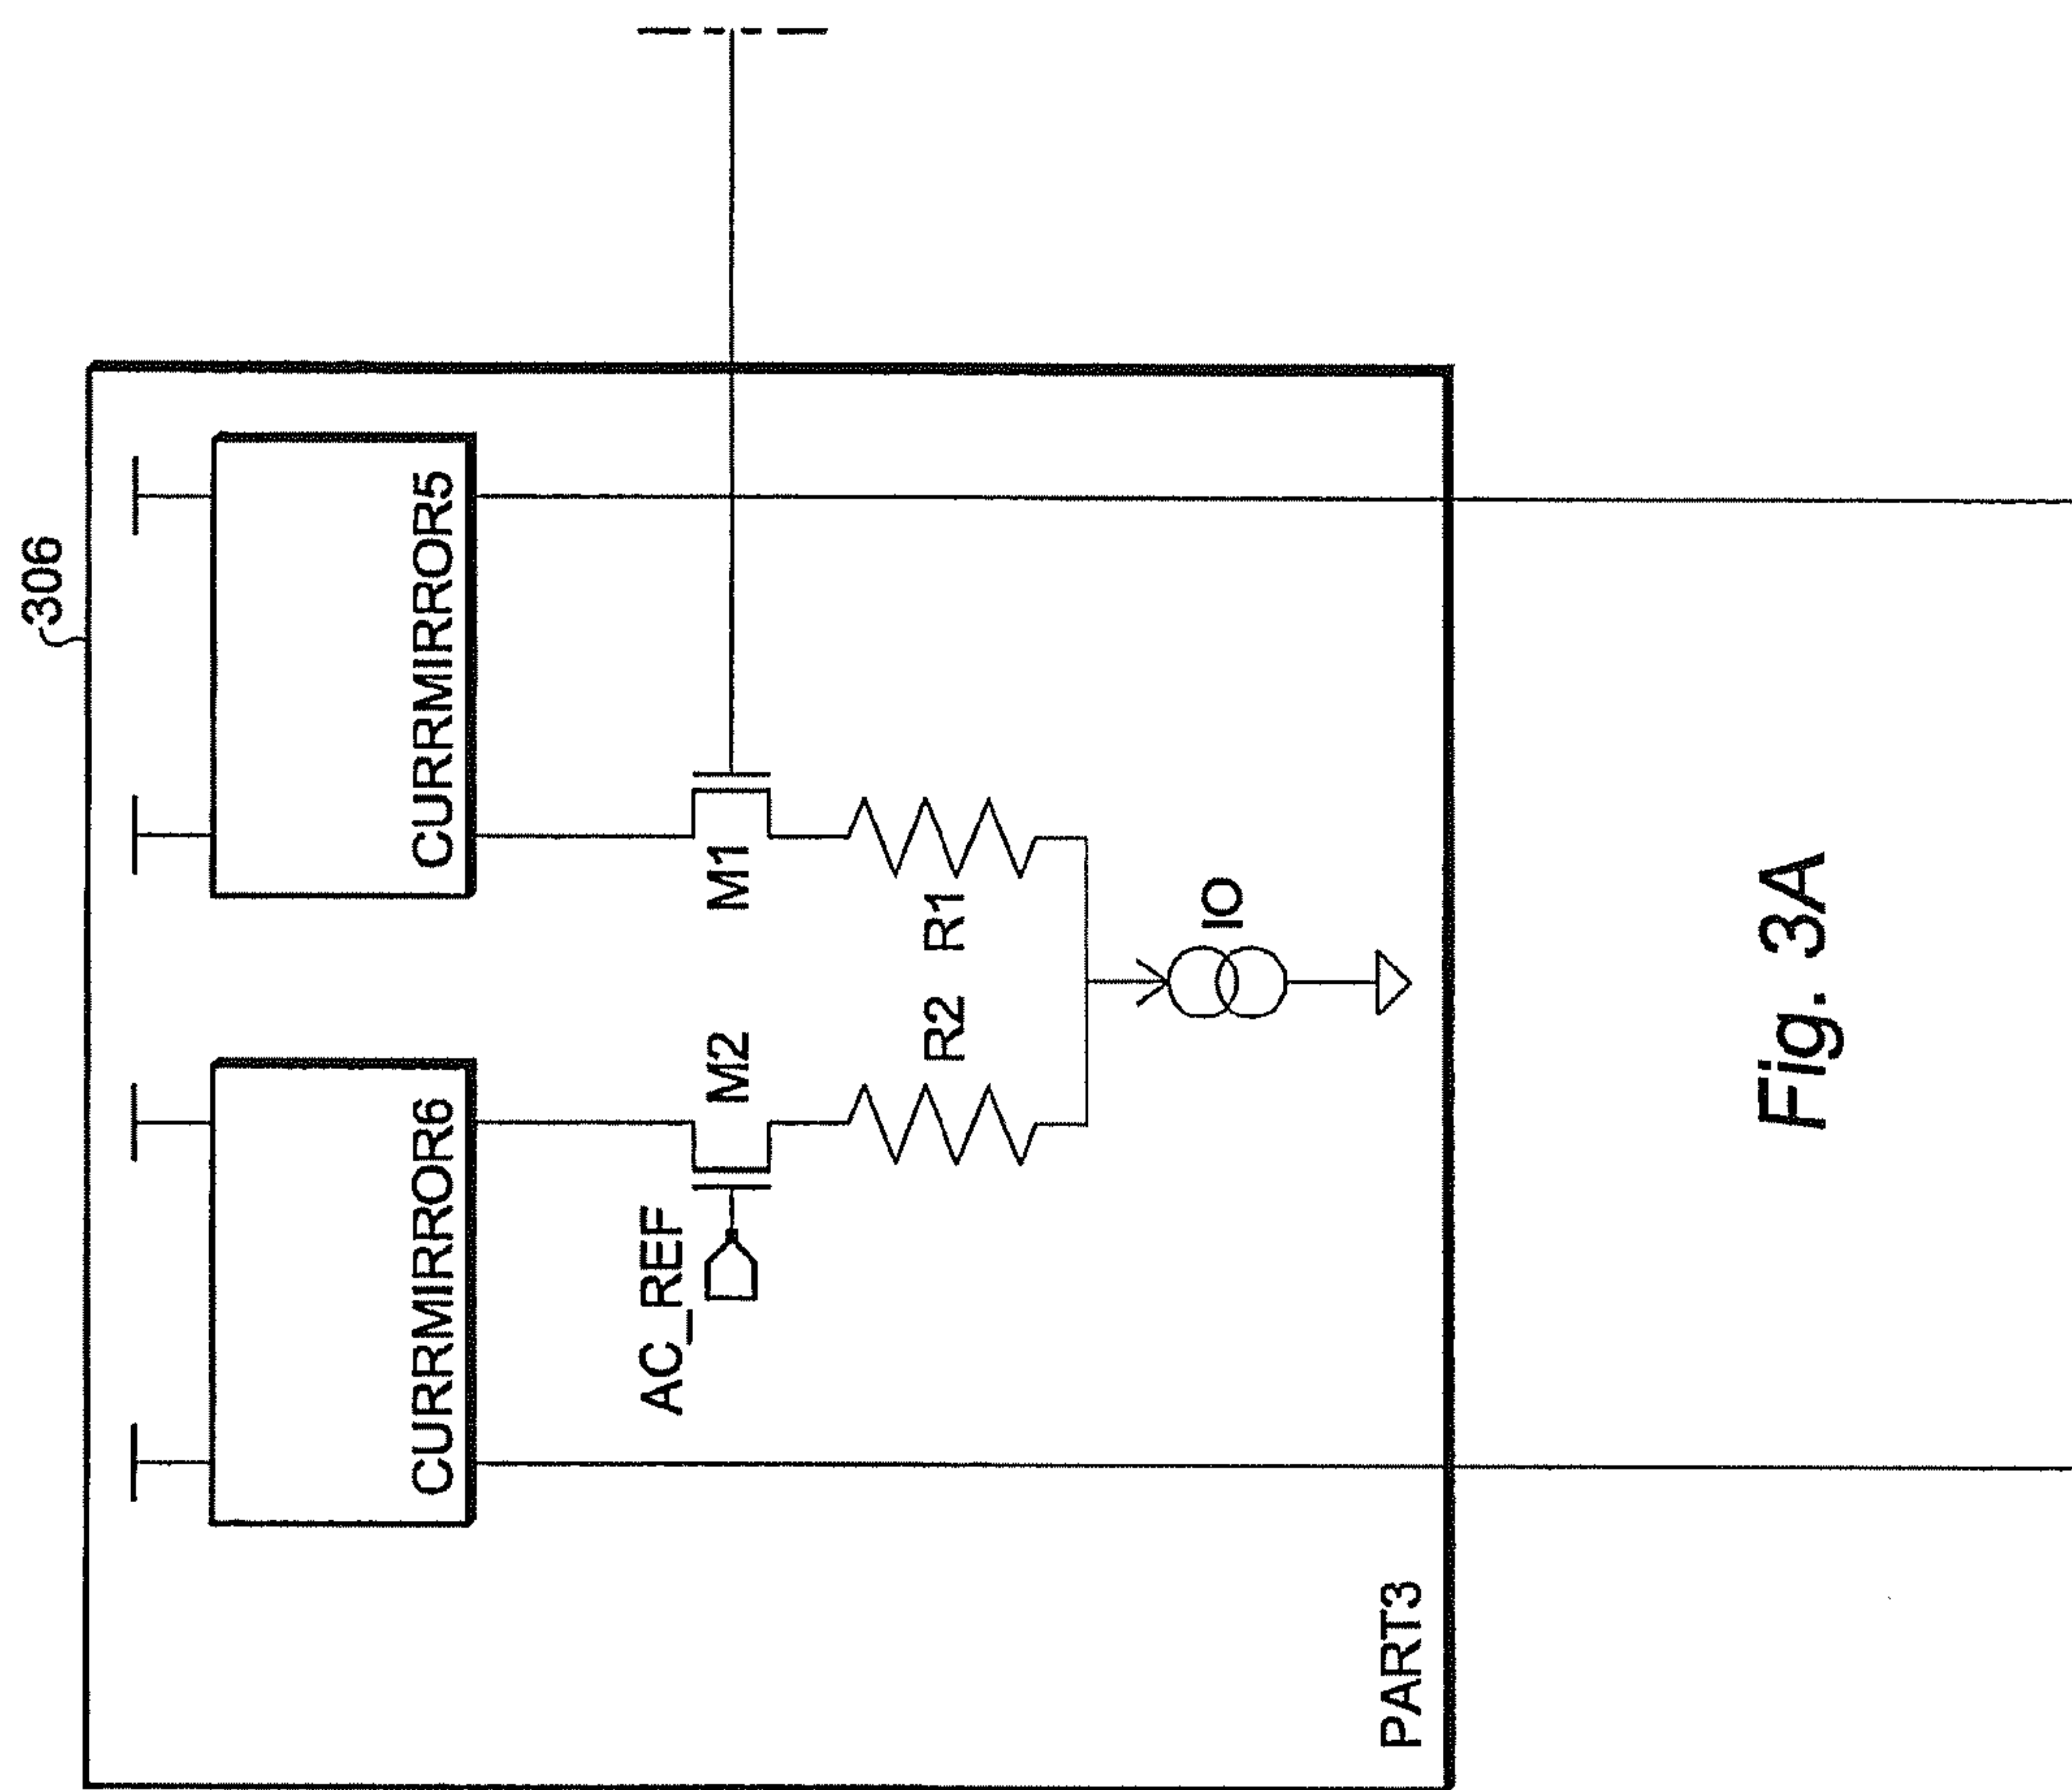 306
CURRMIRROR6
CURRMIRROR5
AC_REF
M2
M1
R2
R1
IO
PART3
Fig. 3A